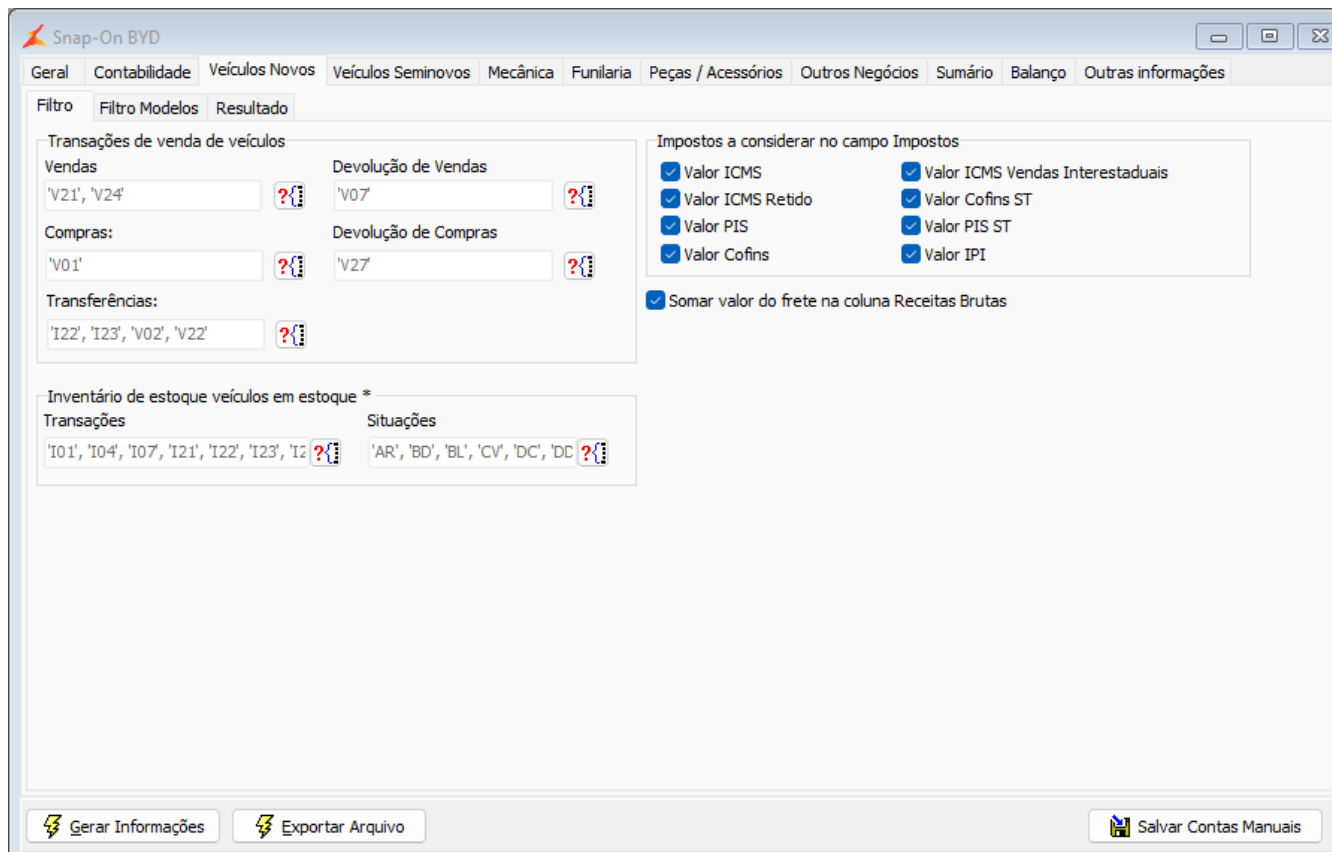 Snap-On BYD
Geral Contabilidade Veículos Novos Veículos Seminovos Mecânica Funilaria Peças / Acessórios Outros Negócios Sumário Balanço Outras informações
Filtro Filtro Modelos Resultado
Transações de venda de veículos
Vendas Devolução de Vendas
'V21', 'V24' 'V07'
Compras: Devolução de Compras
'V01' 'V27'
Transferências:
'I22', 'I23', 'V02', 'V22'
Impostos a considerar no campo Impostos
Valor ICMS Valor ICMS Vendas Interestaduais
Valor ICMS Retido Valor Cofins ST
Valor PIS Valor PIS ST
Valor Cofins Valor IPI
Somar valor do frete na coluna Receitas Brutas
Inventário de estoque veículos em estoque *
Transações Situações
'I01', 'I04', 'I07', 'I21', 'I22', 'I23', 'I2 'AR', 'BD', 'BL', 'CV', 'DC', 'DD
Gerar Informações Exportar Arquivo Salvar Contas Manuais